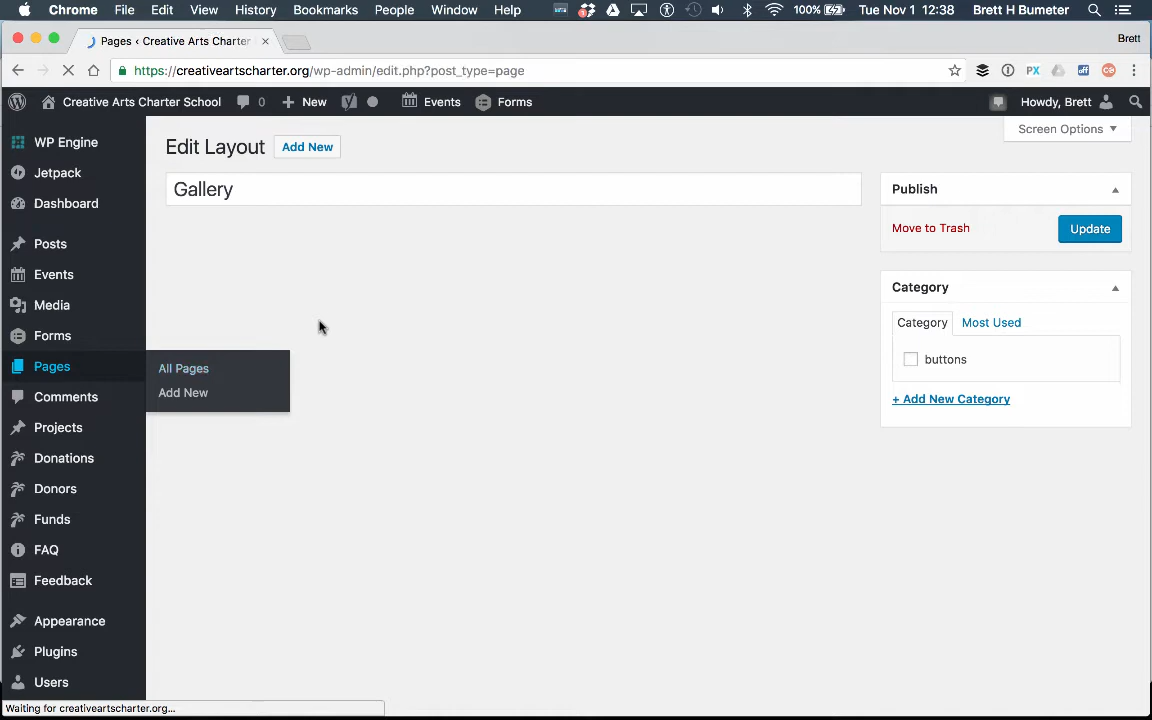 Chrome File Edit View History Bookmarks People Window Help 100% Tue Nov 1 12:38 Brett H Bumeter
Pages ‹ Creative Arts Charter Brett
https://creativeartscharter.org/wp-admin/edit.php?post_type=page
Creative Arts Charter School 0 New Events Forms Howdy, Brett
Screen Options
WP Engine
Jetpack
Dashboard
Posts
Events
Media
Forms
Pages
All Pages
Add New
Comments
Projects
Donations
Donors
Funds
FAQ
Feedback
Appearance
Plugins
Users
Edit Layout Add New
Gallery
Publish
Move to Trash Update
Category
Category Most Used
buttons
+ Add New Category
Waiting for creativeartscharter.org...